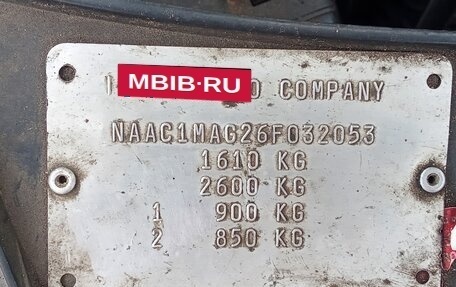 MBIB·RU
COMPANY
NAAC1MAG26F032053
1610 KG
2600 KG
1 900 KG
2 850 KG